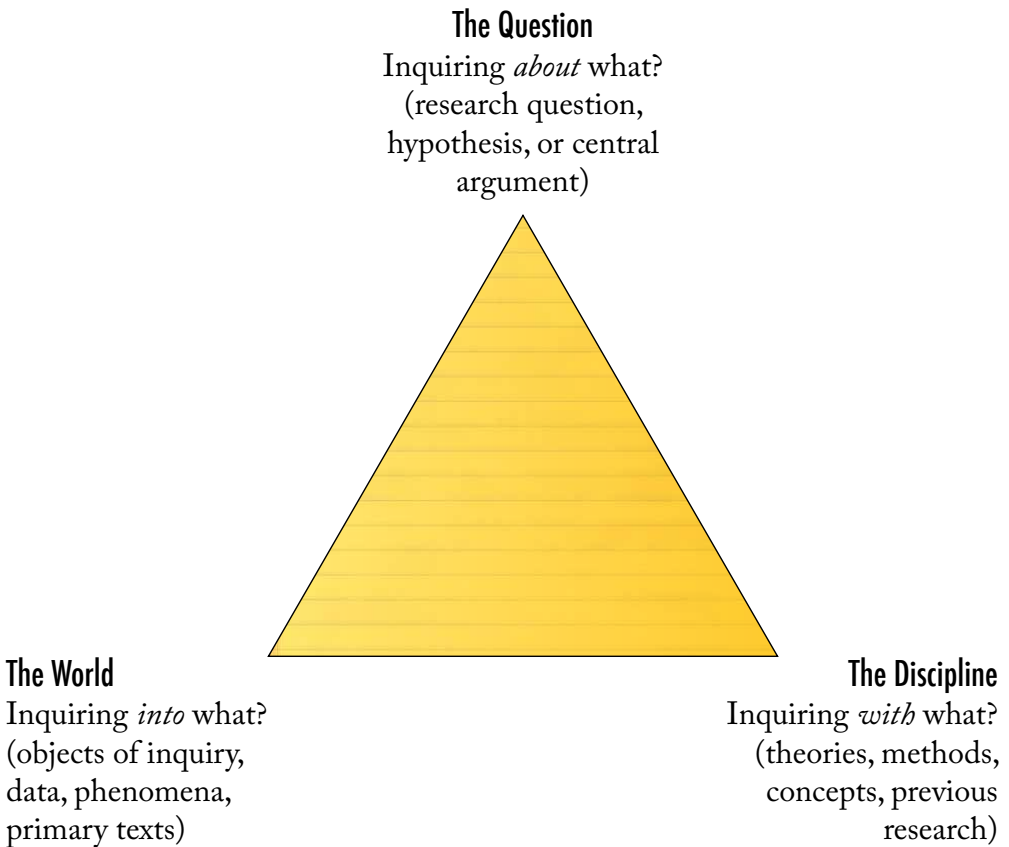 The Question
Inquiring about what?
(research question,
hypothesis, or central
argument)
The World
Inquiring into what?
(objects of inquiry,
data, phenomena,
primary texts)
The Discipline
Inquiring with what?
(theories, methods,
concepts, previous
research)